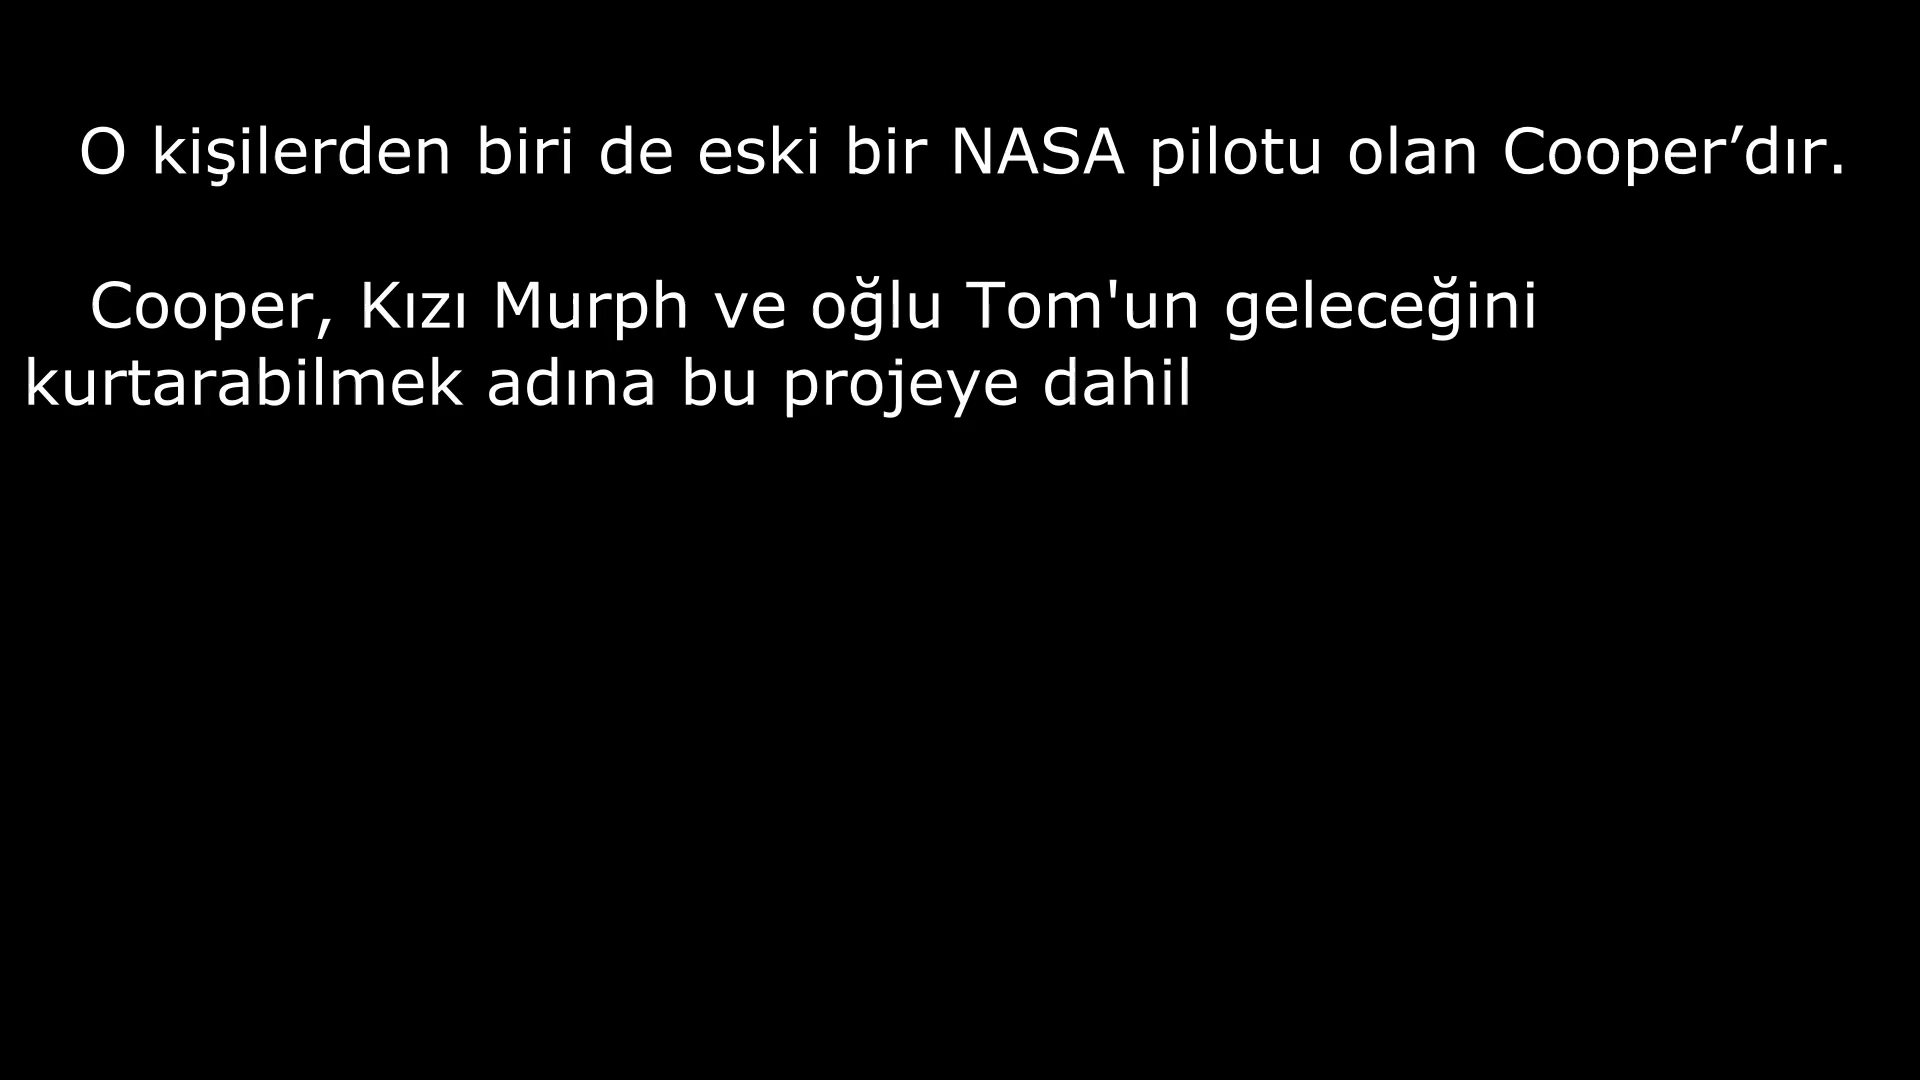 O kişilerden biri de eski bir NASA pilotu olan Cooper’dır.
Cooper, Kızı Murph ve oğlu Tom'un geleceğini
kurtarabilmek adına bu projeye dahil